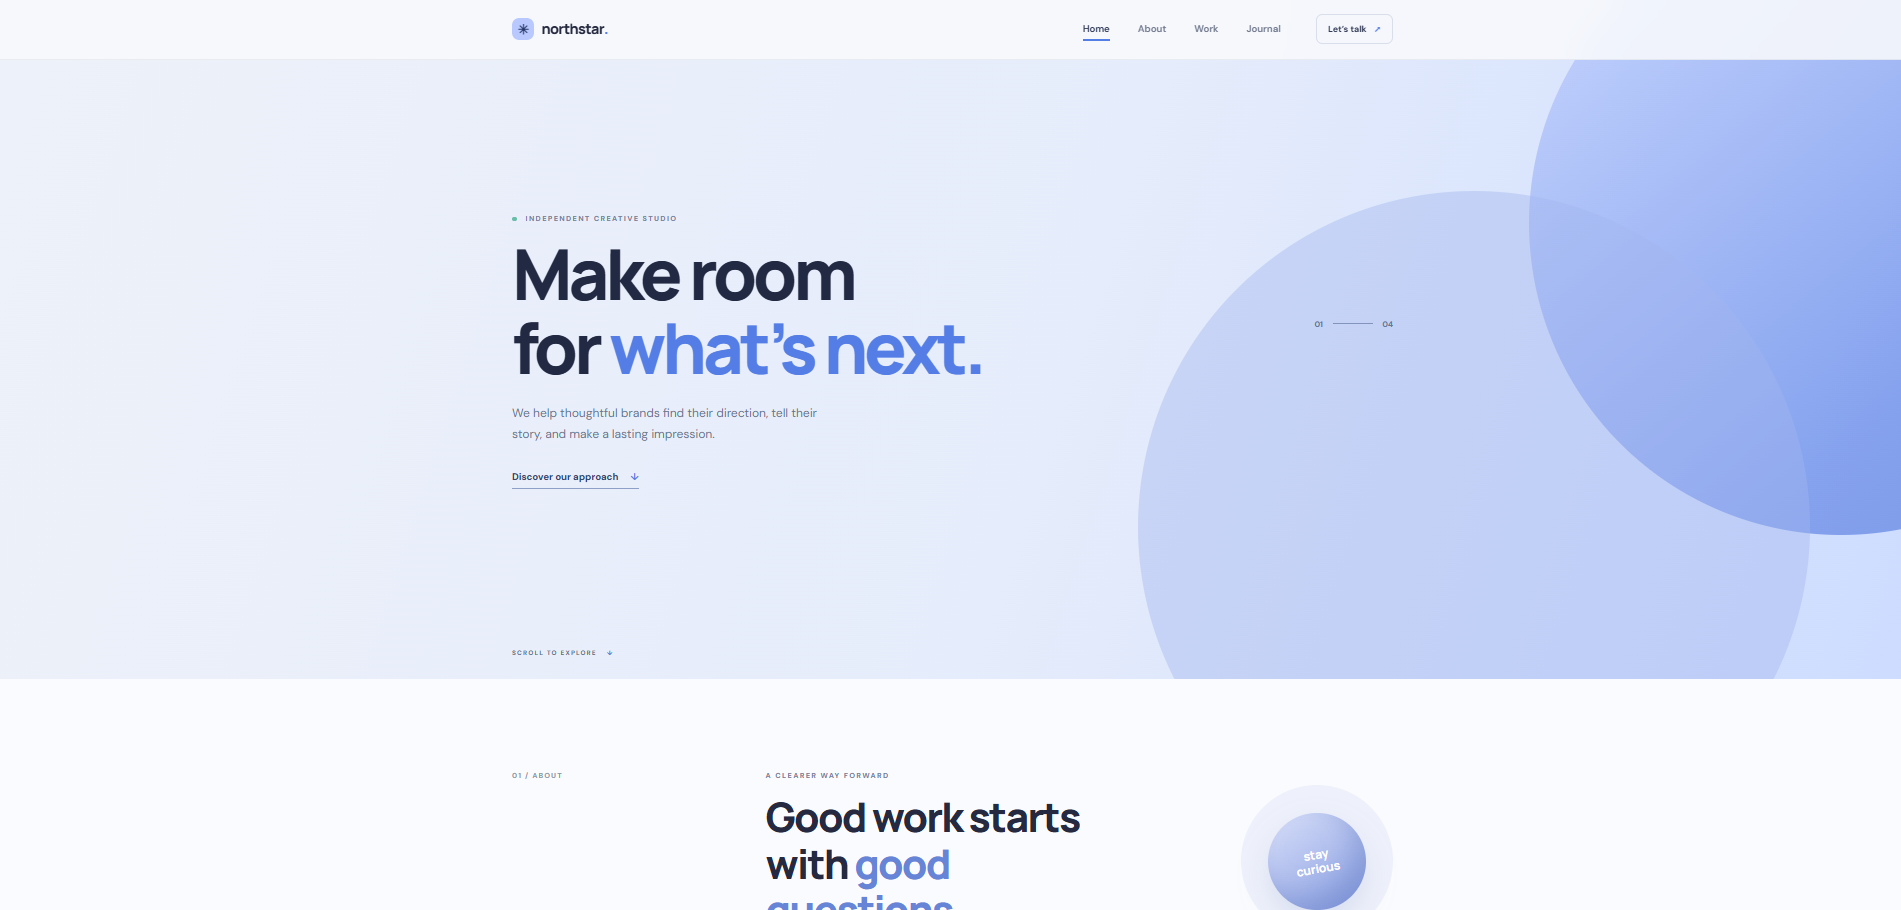 northstar.
Home
About
Work
Journal
Let's talk ↗
INDEPENDENT CREATIVE STUDIO
Make room
for what's next.
01
04
We help thoughtful brands find their direction, tell their
story, and make a lasting impression.
Discover our approach ↓
SCROLL TO EXPLORE ↓
01 / ABOUT
A CLEARER WAY FORWARD
Good work starts
with good
questions
stay
curious